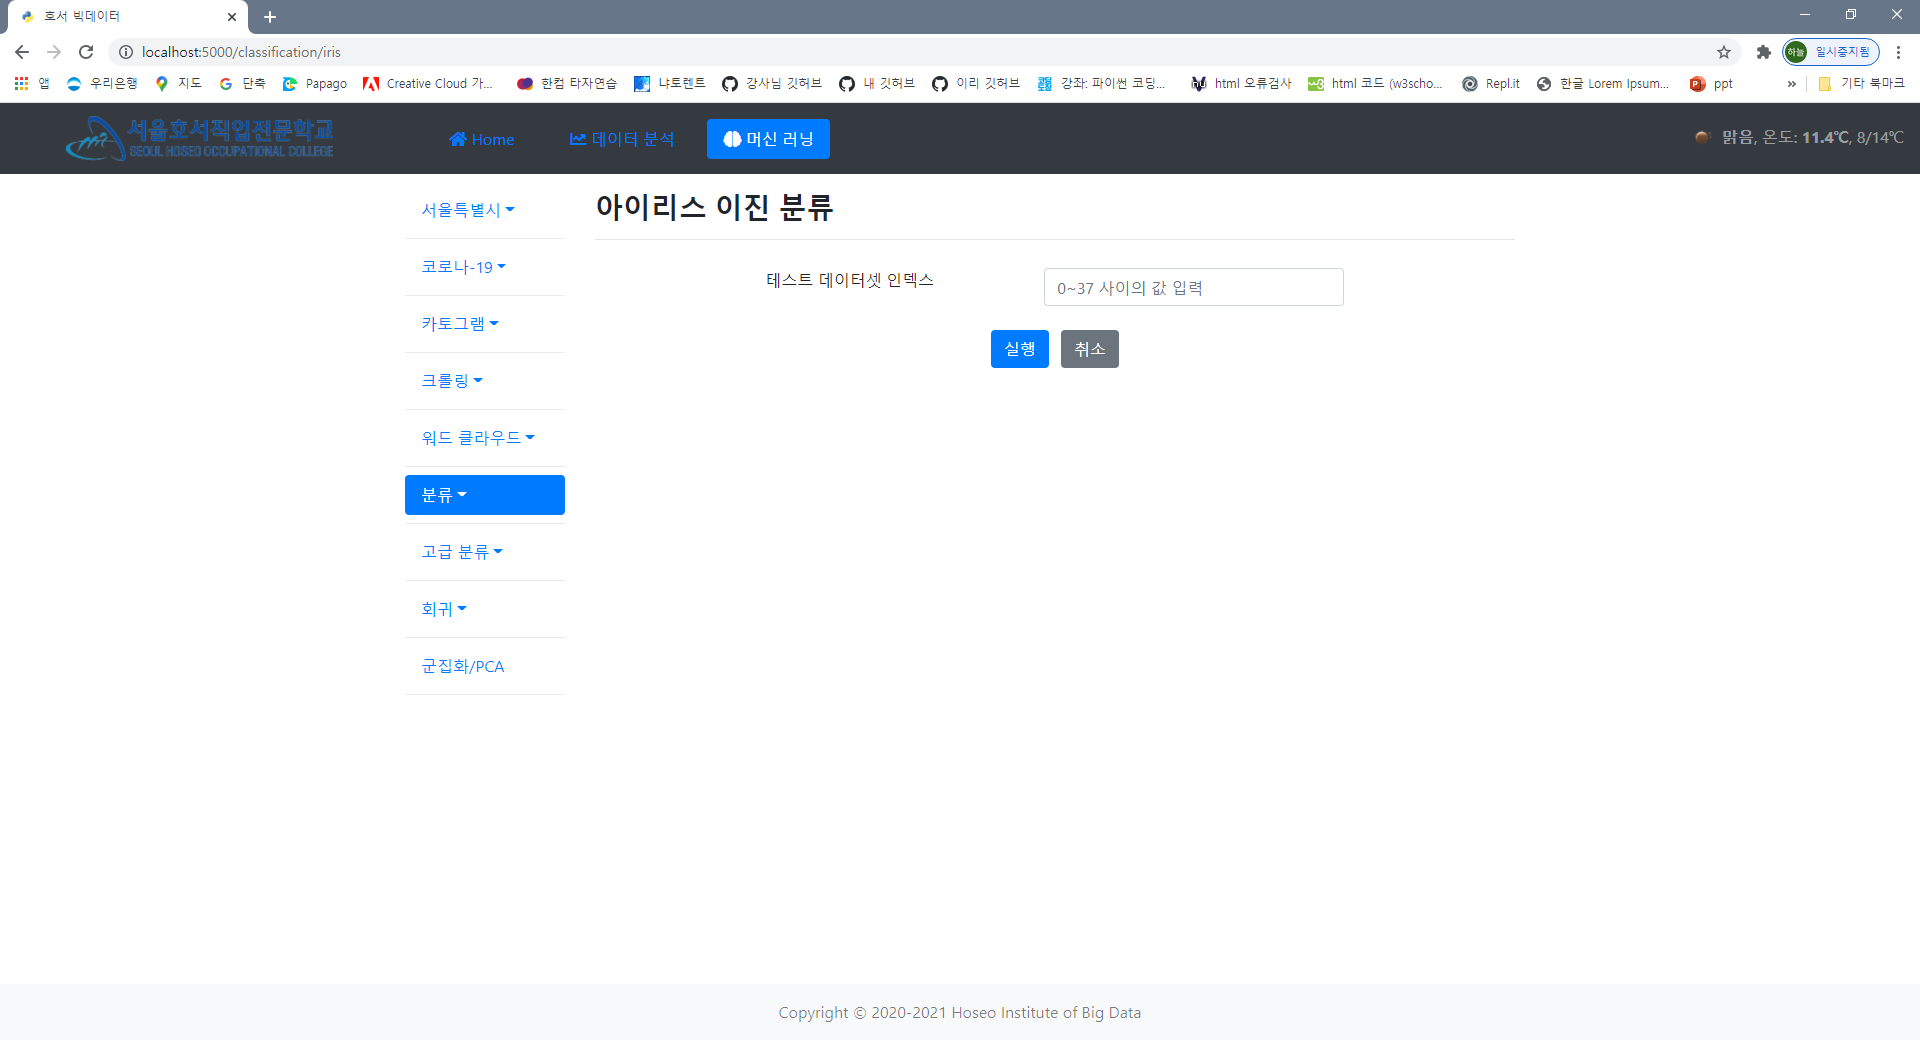 호서 빅데이터
localhost:5000/classification/iris
일시중지됨
하늘
앱 우리은행 지도 단축 Papago Creative Cloud 가... 한컴 타자연습 냐토렌트 강사님 깃허브 내 깃허브 이리 깃허브 강좌: 파이썬 코딩... html 오류검사 html 코드 (w3scho... Repl.it 한글 Lorem Ipsum... ppt » 기타 북마크
서울호서직업전문학교
SEOUL HOSEO OCCUPATIONAL COLLEGE
Home 데이터 분석 머신 러닝
맑음, 온도: 11.4℃, 8/14℃
서울특별시
코로나-19
카토그램
크롤링
워드 클라우드
분류
고급 분류
회귀
군집화/PCA
아이리스 이진 분류
테스트 데이터셋 인덱스
0~37 사이의 값 입력
실행 취소
Copyright © 2020-2021 Hoseo Institute of Big Data